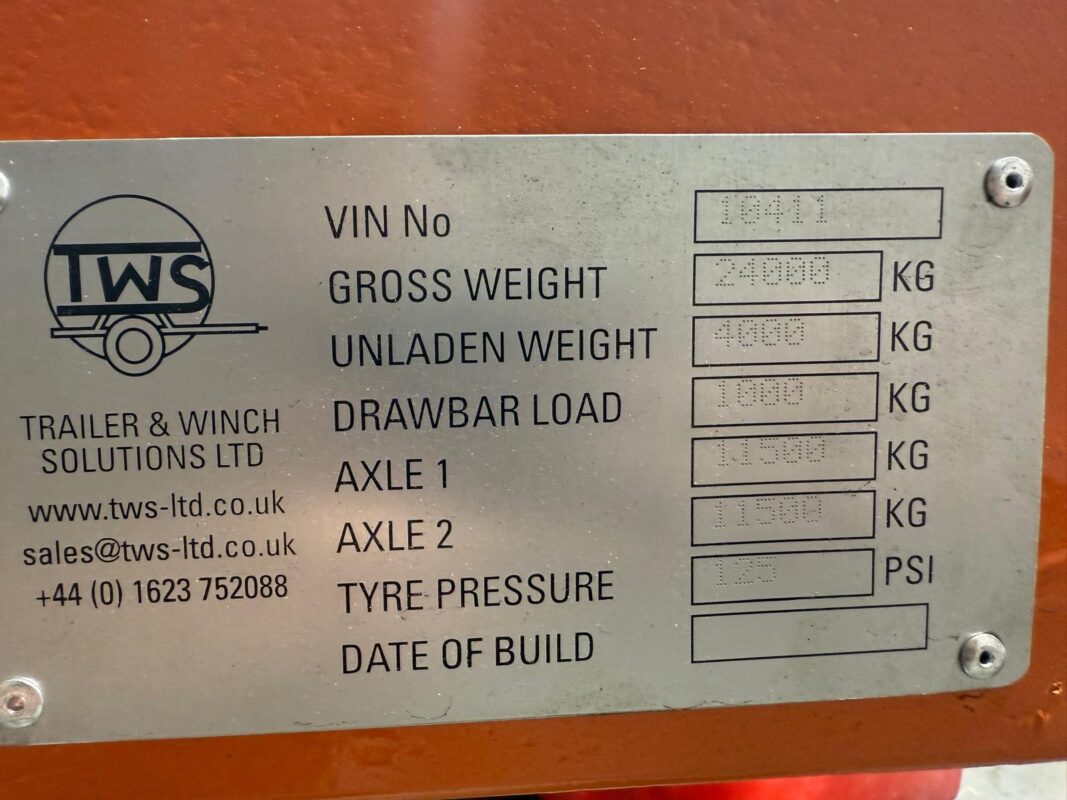 TWS
TRAILER & WINCH
SOLUTIONS LTD
www.tws-ltd.co.uk
sales@tws-ltd.co.uk
+44 (0) 1623 752088
VIN No 10411
GROSS WEIGHT 24000 KG
UNLADEN WEIGHT 4000 KG
DRAWBAR LOAD 1000 KG
AXLE 1 11500 KG
AXLE 2 11500 KG
TYRE PRESSURE 125 PSI
DATE OF BUILD